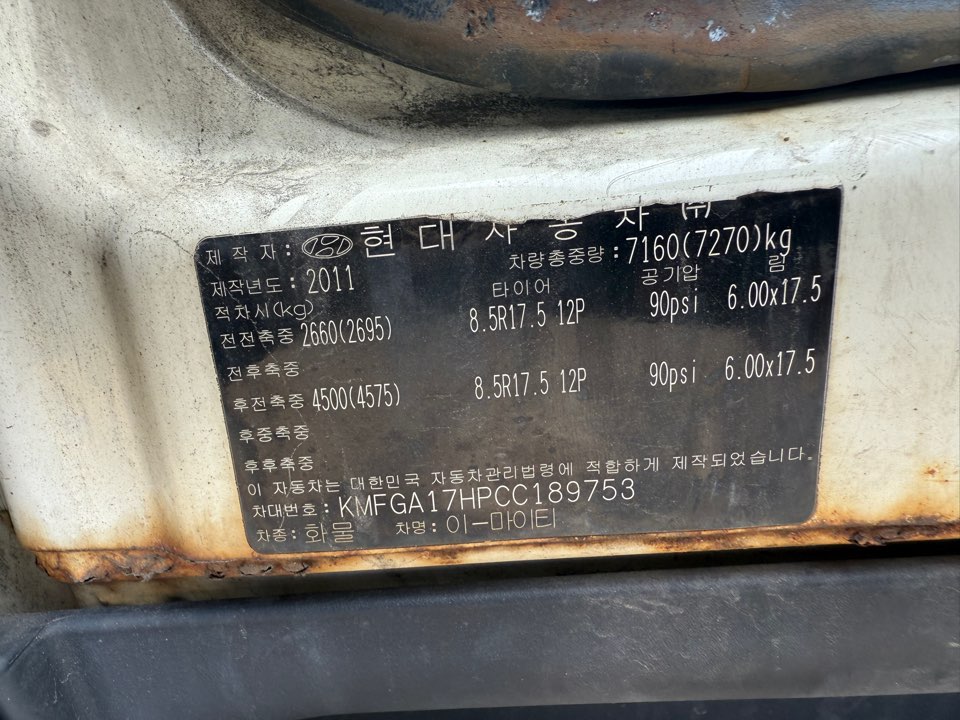 제 작 자 : 현 대 자 동 차 ㈜
제작년도 : 2011 차량총중량 : 7160(7270)kg
적차시(kg) 타이어 공기압 림
전전축중 2660(2695) 8.5R17.5 12P 90psi 6.00x17.5
전후축중
후전축중 4500(4575) 8.5R17.5 12P 90psi 6.00x17.5
후중축중
후후축중
이 자동차는 대한민국 자동차관리법령에 적합하게 제작되었습니다.
차대번호 : KMFGA17HPCC189753
차종 : 화물 차명 : 이-마이티